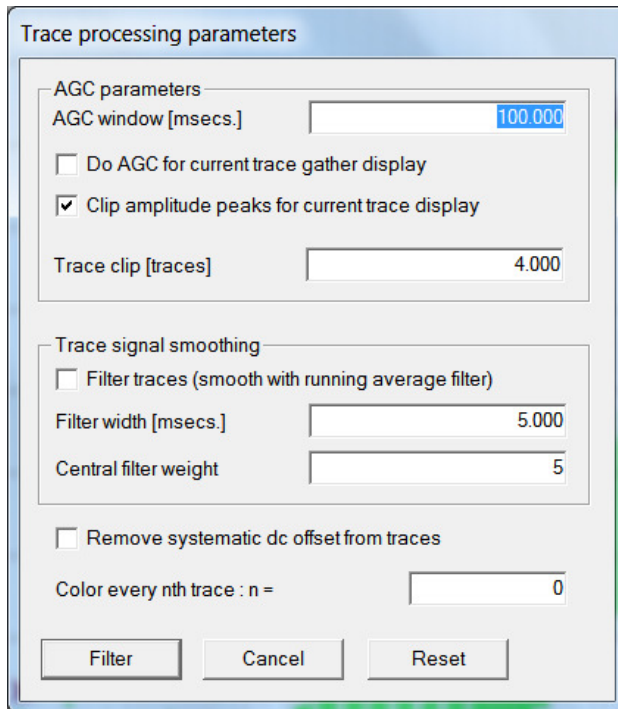 Trace processing parameters
AGC parameters
AGC window [msecs.] 100.000
Do AGC for current trace gather display
Clip amplitude peaks for current trace display
Trace clip [traces] 4.000
Trace signal smoothing
Filter traces (smooth with running average filter)
Filter width [msecs.] 5.000
Central filter weight 5
Remove systematic dc offset from traces
Color every nth trace : n = 0
Filter Cancel Reset